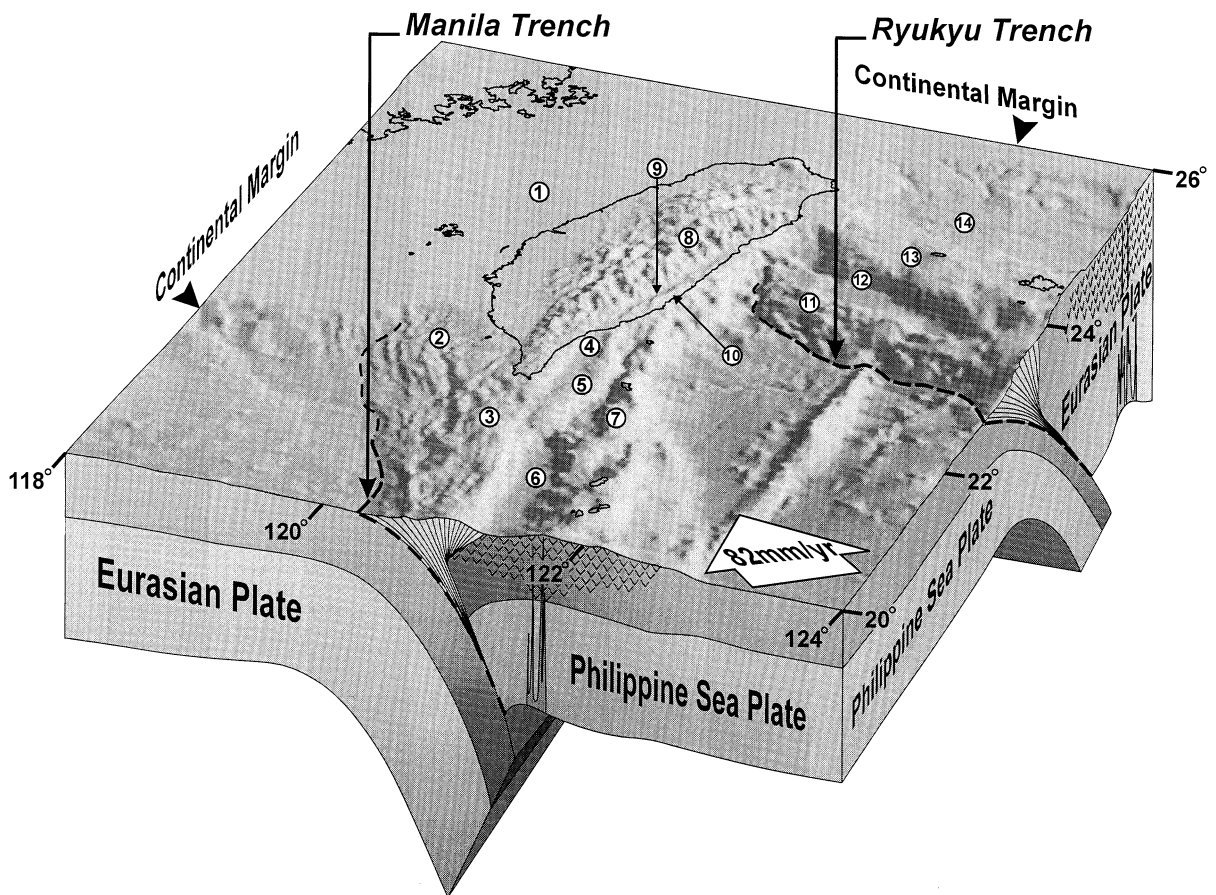 Manila Trench
Ryukyu Trench
Continental Margin
Continental Margin
26°
9
1
14
8
13
12
11
24°
2
4
10
5
3
7
6
22°
118°
120°
122°
82mm/yr
124°
20°
Eurasian Plate
Eurasian Plate
Philippine Sea Plate
Philippine Sea Plate